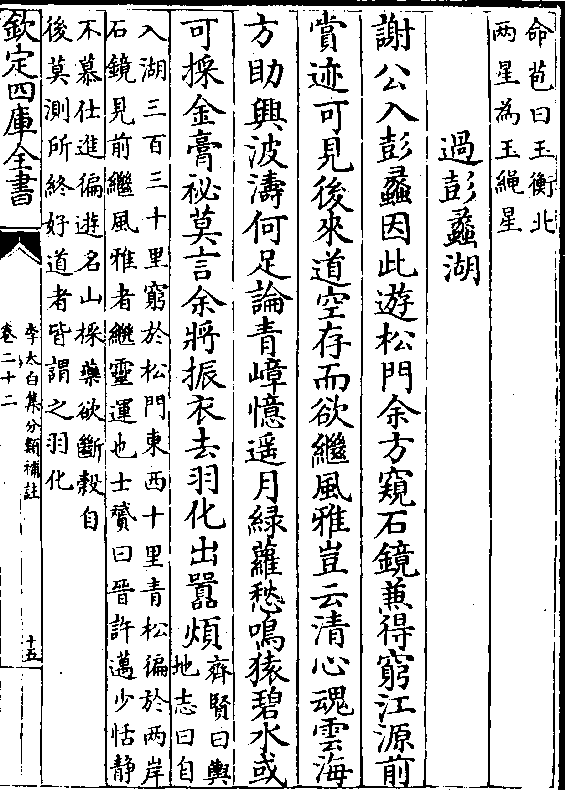 命苞曰玉衡北
两星為玉繩星
過彭蠡湖
謝公入彭蠡因此遊松門余方窺石鏡兼得窮江源前
賞迹可見後來道空存而欲繼風雅豈云清心魂雲海
方助興波濤何足論青嶂憶遥月緑蘿愁鳴猿碧水或
可採金膏祕莫言余將振衣去羽化出囂煩
齊賢曰輿
地志曰自
入湖三百三十里窮於松門東西十里青松徧於两岸
石鏡見前繼風雅者繼靈運也士贇曰晉許邁少恬静
不慕仕進徧遊名山採藥欲斷穀自
後莫測所終好道者皆謂之羽化
欽定四庫全書
李太白集分類補註
卷二十二
十五